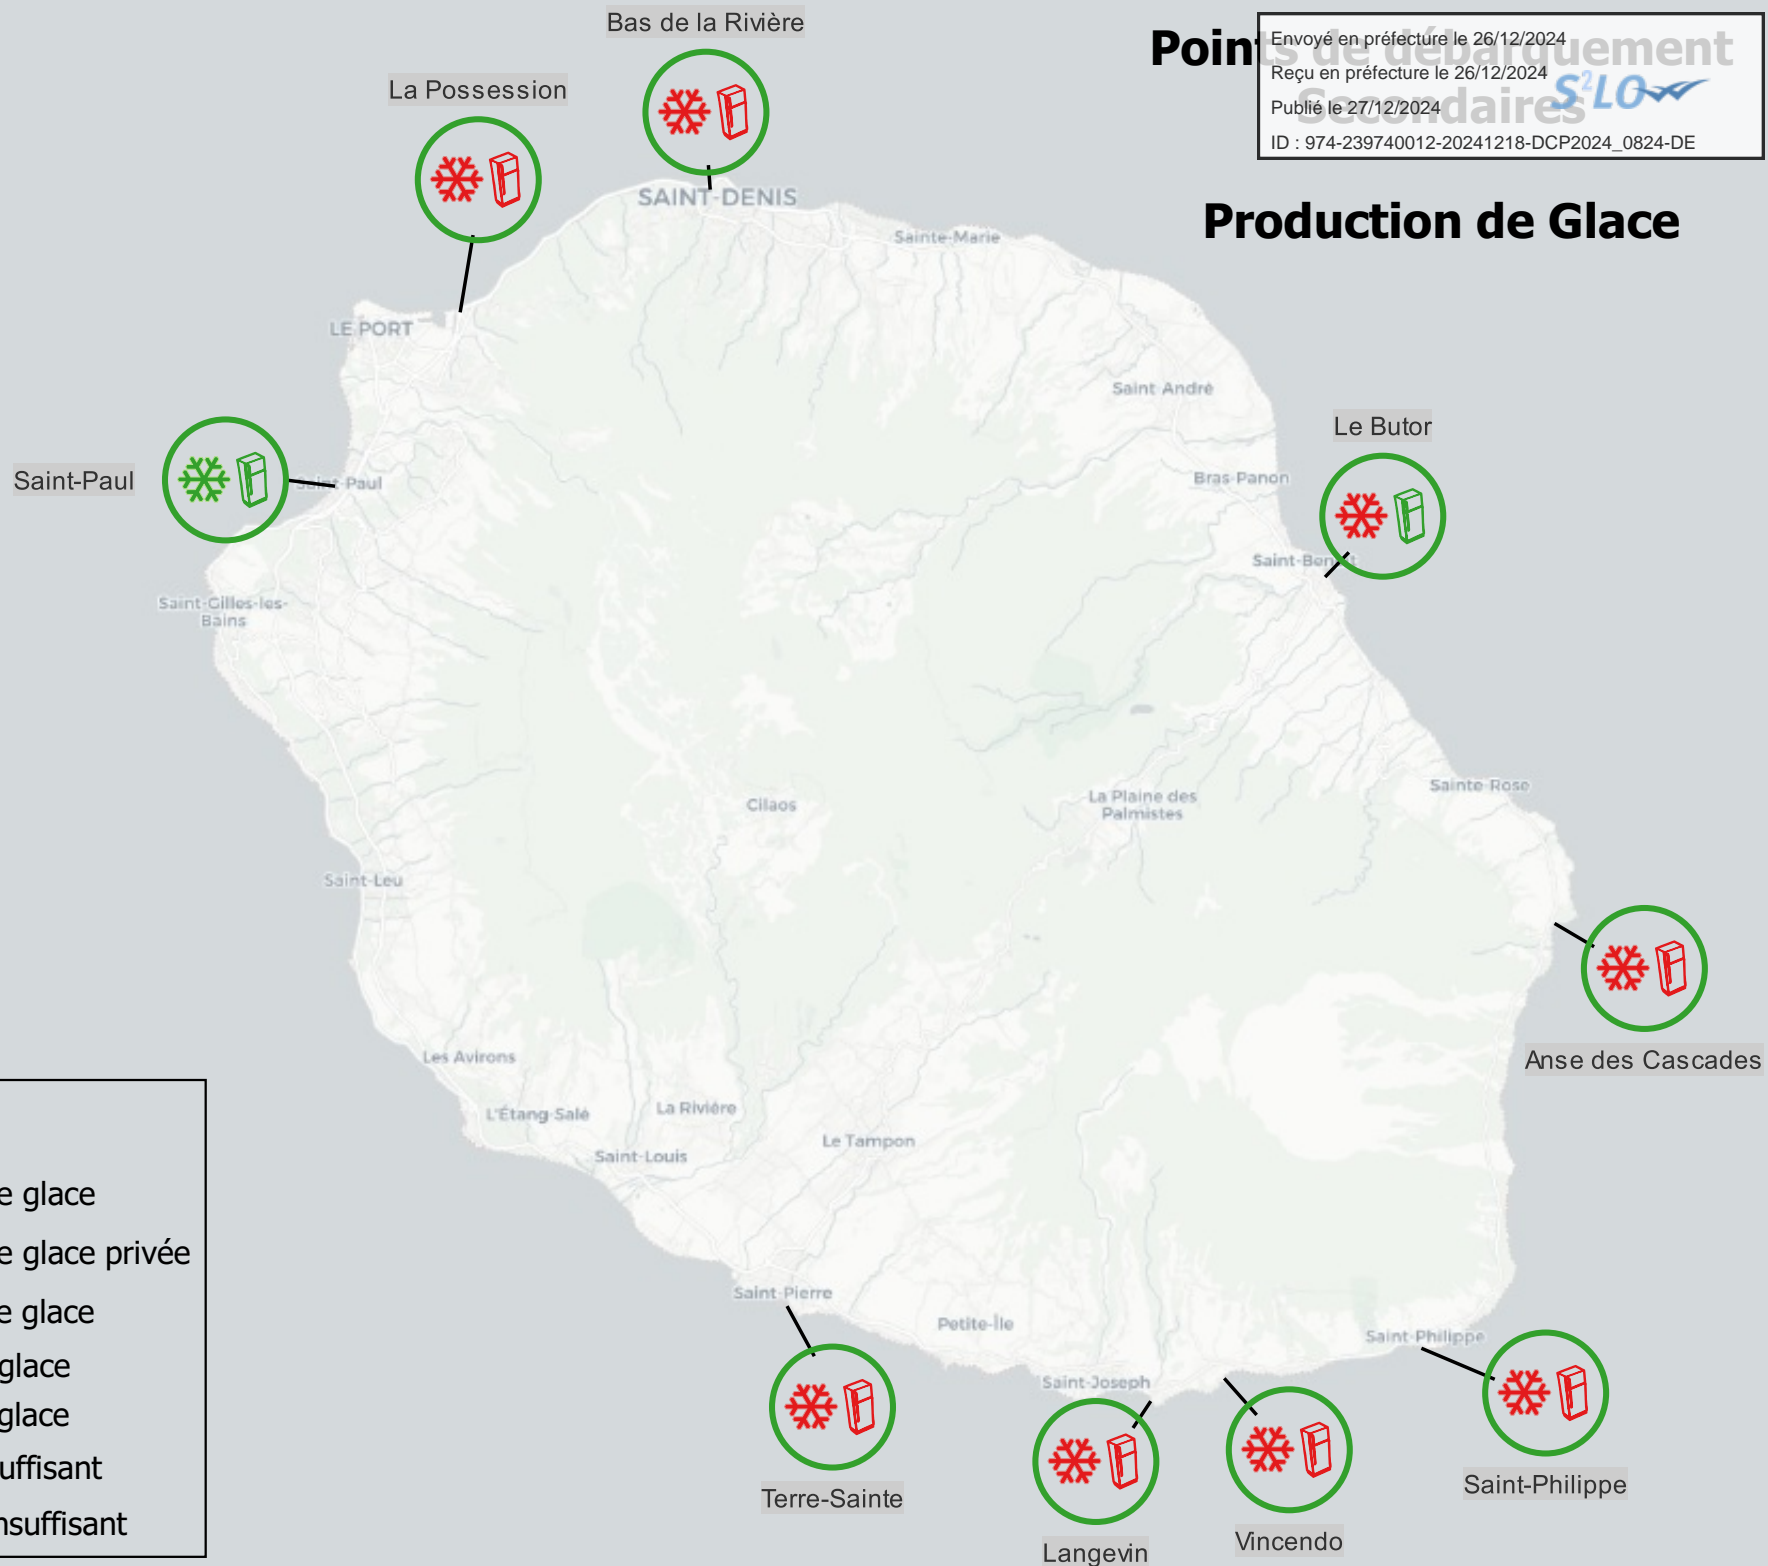 Bas de la Rivière
Points de débarquement
Secondaires
Envoyé en préfecture le 26/12/2024
Reçu en préfecture le 26/12/2024
Publié le 27/12/2024
S²LO
ID : 974-239740012-20241218-DCP2024_0824-DE
La Possession
SAINT-DENIS
Production de Glace
Sainte-Marie
LE PORT
Saint-André
Le Butor
Saint-Paul
Saint-Paul
Bras-Panon
Saint-Benoît
Saint-Gilles-les-
Bains
Sainte-Rose
La Plaine des
Palmistes
Cilaos
Saint-Leu
Les Avirons
Anse des Cascades
L'Étang-Salé
La Rivière
Le Tampon
Saint-Louis
e glace
e glace privée
e glace
glace
glace
uffisant
nsuffisant
Saint-Pierre
Petite-Île
Saint-Philippe
Saint-Joseph
Saint-Philippe
Terre-Sainte
Vincendo
Langevin